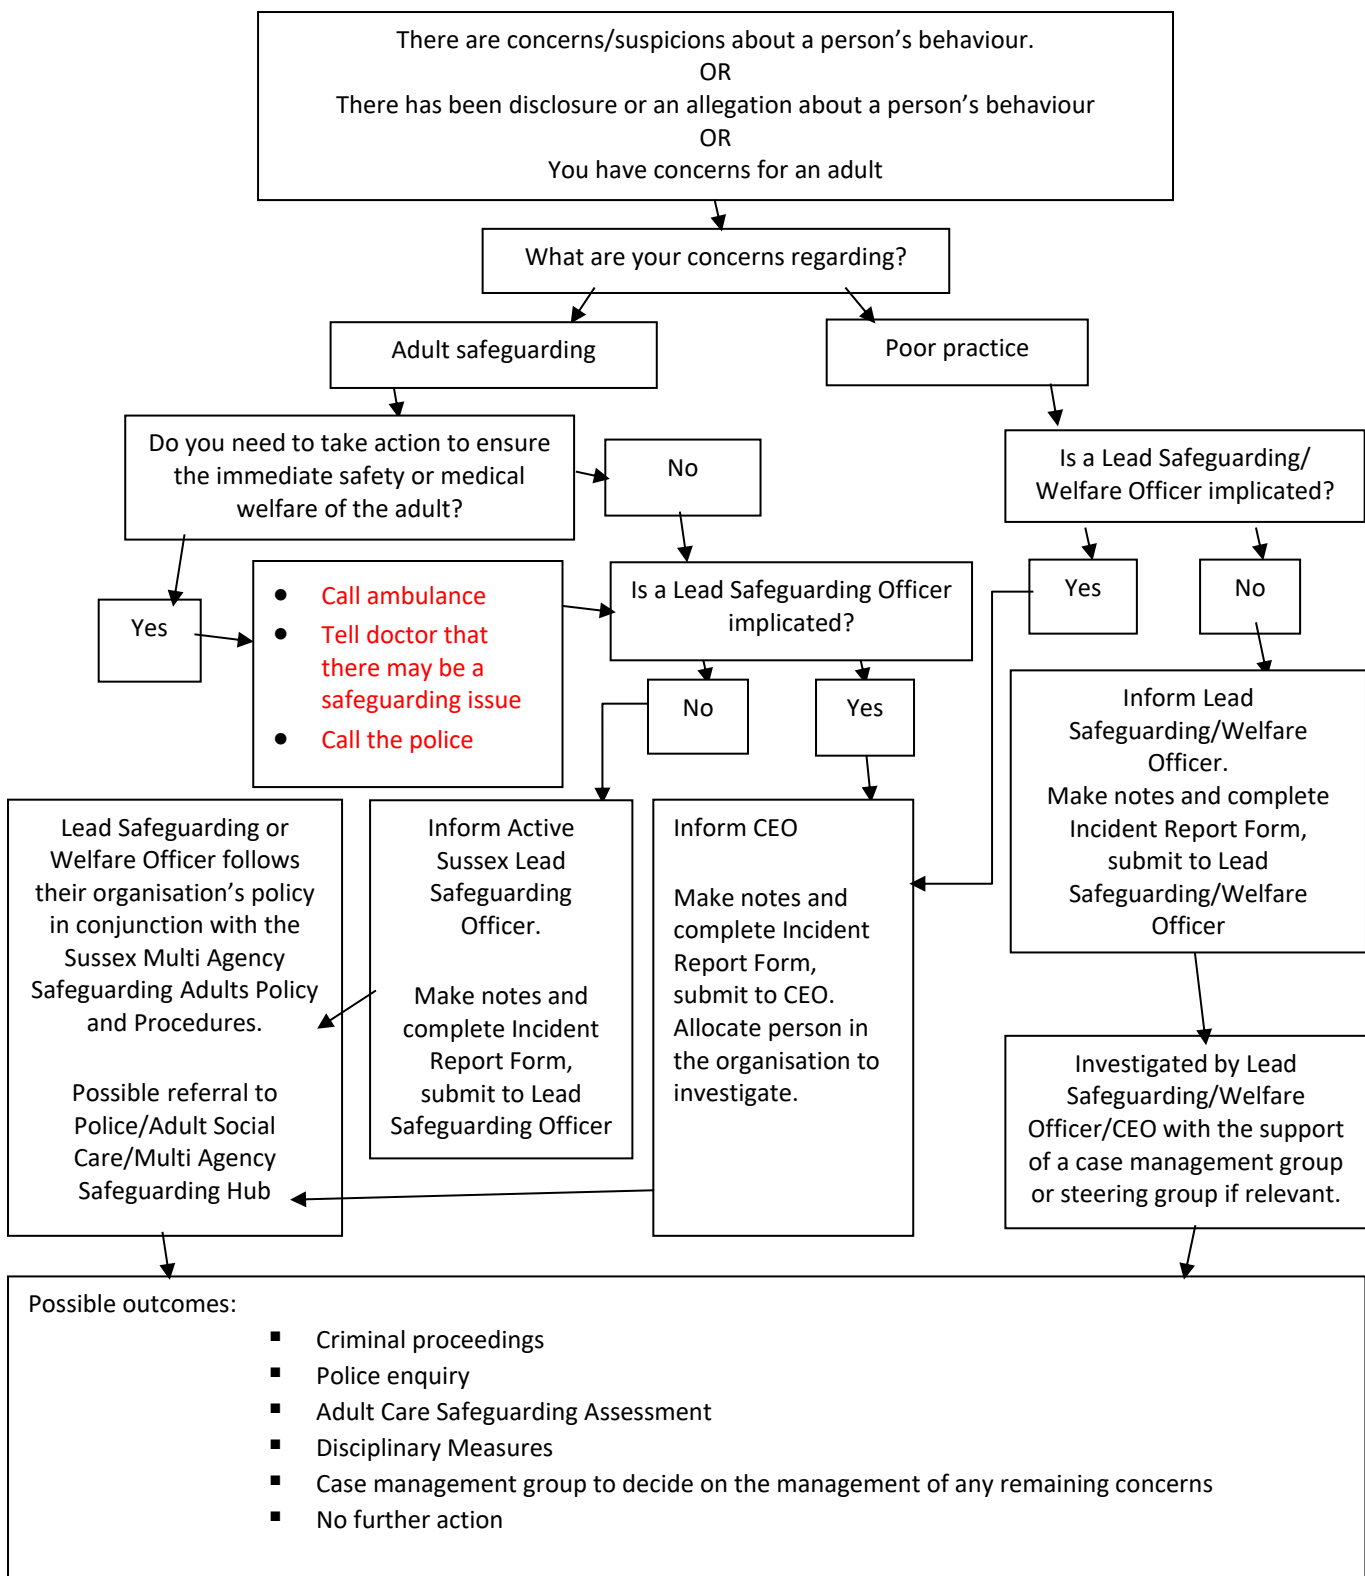 There are concerns/suspicions about a person’s behaviour.
OR
There has been disclosure or an allegation about a person’s behaviour
OR
You have concerns for an adult
What are your concerns regarding?
Adult safeguarding
Poor practice
Do you need to take action to ensure
the immediate safety or medical
welfare of the adult?
No
Is a Lead Safeguarding/
Welfare Officer implicated?
Yes
● Call ambulance
● Tell doctor that
there may be a
safeguarding issue
● Call the police
Is a Lead Safeguarding Officer
implicated?
Yes
No
No
Yes
Inform Lead
Safeguarding/Welfare
Officer.
Make notes and complete
Incident Report Form,
submit to Lead
Safeguarding/Welfare
Officer
Lead Safeguarding or
Welfare Officer follows
their organisation’s policy
in conjunction with the
Sussex Multi Agency
Safeguarding Adults Policy
and Procedures.
Possible referral to
Police/Adult Social
Care/Multi Agency
Safeguarding Hub
Inform Active
Sussex Lead
Safeguarding
Officer.
Make notes and
complete Incident
Report Form,
submit to Lead
Safeguarding Officer
Inform CEO
Make notes and
complete Incident
Report Form,
submit to CEO.
Allocate person in
the organisation to
investigate.
Investigated by Lead
Safeguarding/Welfare
Officer/CEO with the support
of a case management group
or steering group if relevant.
Possible outcomes:
▪ Criminal proceedings
▪ Police enquiry
▪ Adult Care Safeguarding Assessment
▪ Disciplinary Measures
▪ Case management group to decide on the management of any remaining concerns
▪ No further action